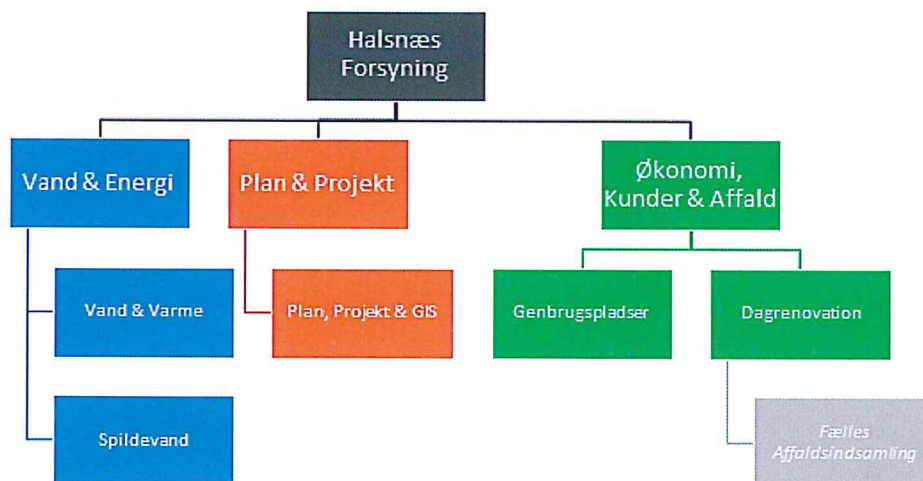 Halsnæs
Forsyning
Vand & Energi
Plan & Projekt
Økonomi,
Kunder & Affald
Vand & Varme
Plan, Projekt & GIS
Genbrugspladser
Dagrenovation
Spildevand
Fælles
Affaldsindsamling